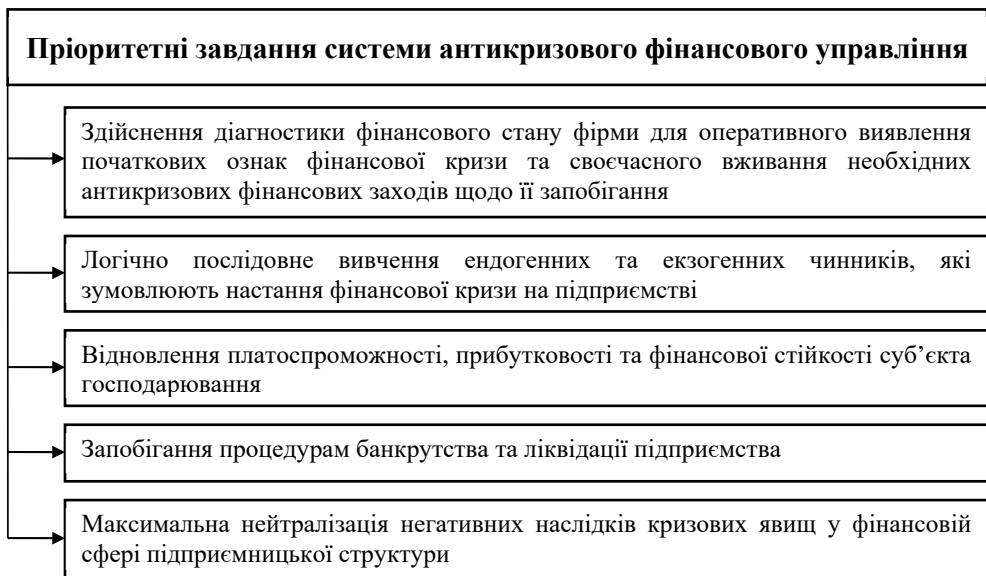 Пріоритетні завдання системи антикризового фінансового управління
Здійснення діагностики фінансового стану фірми для оперативного виявлення
початкових ознак фінансової кризи та своєчасного вживання необхідних
антикризових фінансових заходів щодо її запобігання
Логічно послідовне вивчення ендогенних та екзогенних чинників, які
зумовлюють настання фінансової кризи на підприємстві
Відновлення платоспроможності, прибутковості та фінансової стійкості суб’єкта
господарювання
Запобігання процедурам банкрутства та ліквідації підприємства
Максимальна нейтралізація негативних наслідків кризових явищ у фінансовій
сфері підприємницької структури